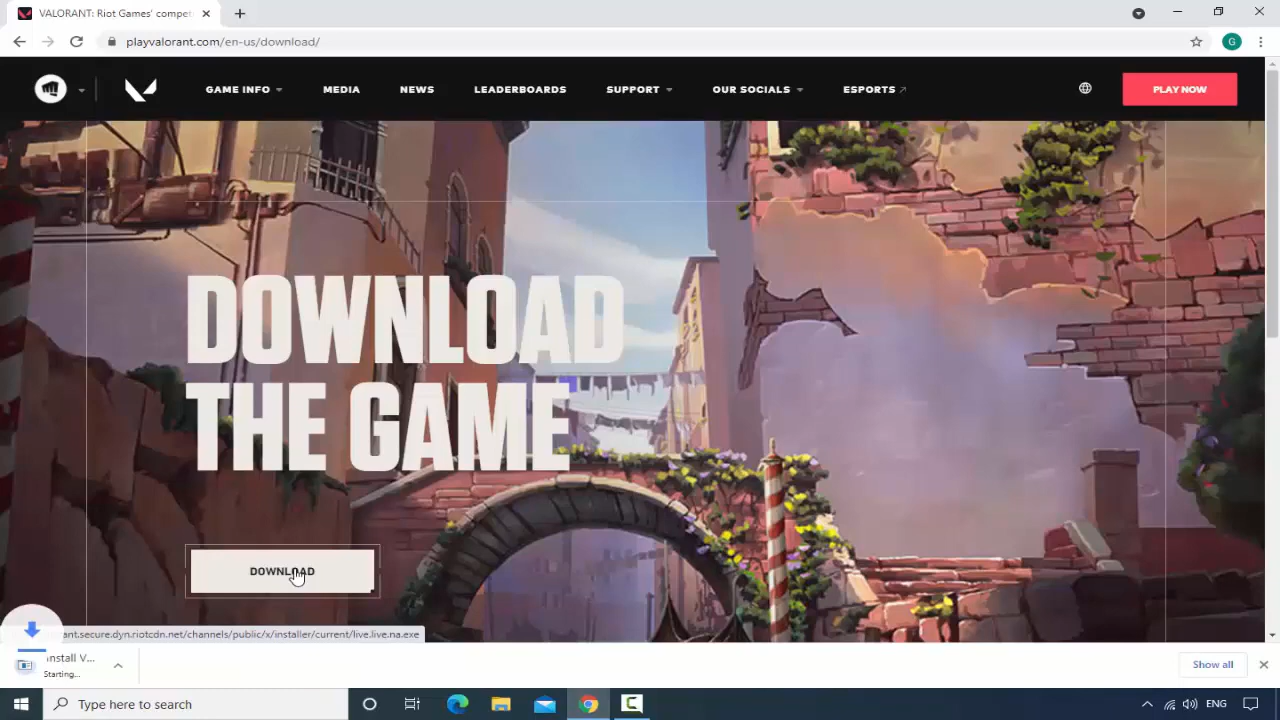 VALORANT: Riot Games' compet
playvalorant.com/en-us/download/
G
GAME INFO
MEDIA
NEWS
LEADERBOARDS
SUPPORT
OUR SOCIALS
ESPORTS
PLAY NOW
DOWNLOAD
THE GAME
DOWNLOAD
rant.secure.dyn.riotcdn.net/channels/public/x/installer/current/live.live.na.exe
Install V...
Starting...
Show all
Type here to search
ENG